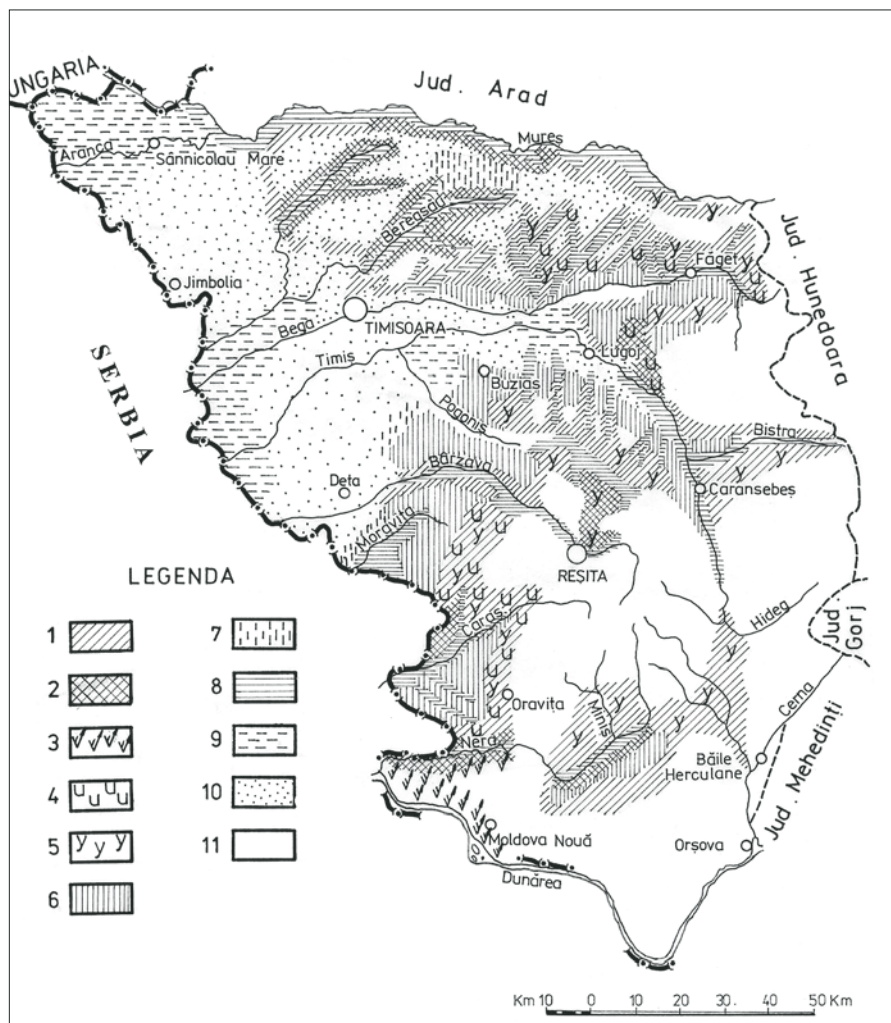 UNGARIA
Jud. Arad
Mureș
Aranca
Sânnicolau Mare
Beregsău
Jud. Hunedoara
Făget
Jimbolia
Bega
TIMISOARA
Timiș
Lugoj
SERBIA
Buziaș
Pogoniș
Bistra
Bârzava
Deta
Caransebeș
Moravița
REȘITA
LEGENDA
Caraș
Hideg
Jud Gorj
Cerna
Oravița
Miniș
Nera
Băile
Herculane
Jud. Mehedinți
Moldova Nouă
Orșova
Dunărea
1
2
3
4
5
6
7
8
9
10
11
Km 10 0 10 20 30. 40 50 Km